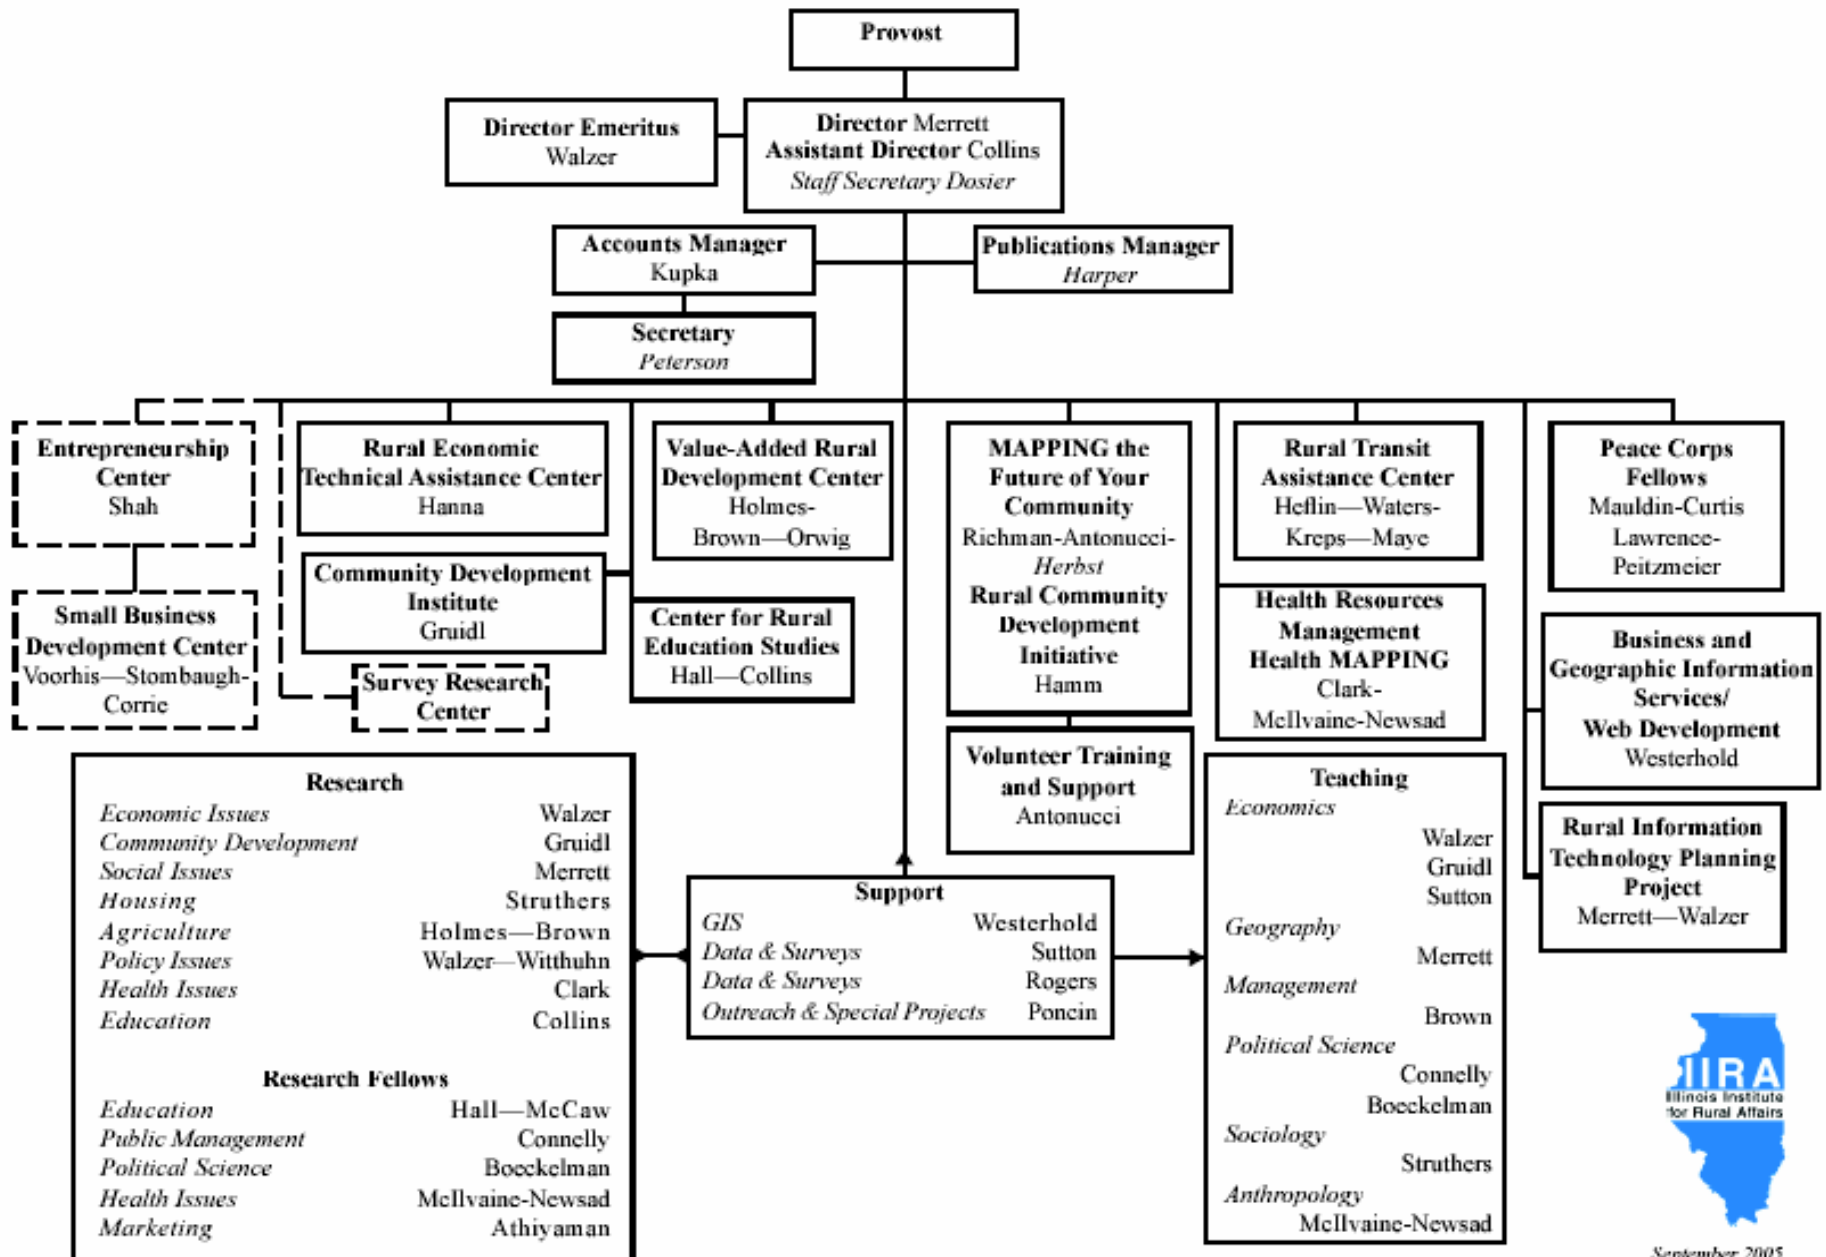 Provost
Director Emeritus
Walzer
Director Merrett
Assistant Director Collins
Staff Secretary Dosier
Accounts Manager
Kupka
Publications Manager
Harper
Secretary
Peterson
Entrepreneurship
Center
Shah
Rural Economic
Technical Assistance Center
Hanna
Value-Added Rural
Development Center
Holmes-
Brown—Orwig
MAPPING the
Future of Your
Community
Richman-Antonucci-
Herbst
Rural Community
Development
Initiative
Hamm
Rural Transit
Assistance Center
Heflin—Waters-
Kreps—Maye
Peace Corps
Fellows
Mauldin-Curtis
Lawrence-
Peitzmeier
Small Business
Development Center
Voorhis—Stombaugh-
Corrie
Community Development
Institute
Gruidl
Survey Research
Center
Center for Rural
Education Studies
Hall—Collins
Volunteer Training
and Support
Antonucci
Health Resources
Management
Health MAPPING
Clark-
McIlvaine-Newsad
Business and
Geographic Information
Services/
Web Development
Westerhold
Rural Information
Technology Planning
Project
Merrett—Walzer
Research
Economic Issues Walzer
Community Development Gruidl
Social Issues Merrett
Housing Struthers
Agriculture Holmes—Brown
Policy Issues Walzer—Witthuhn
Health Issues Clark
Education Collins
Research Fellows
Education Hall—McCaw
Public Management Connelly
Political Science Boeckelman
Health Issues McIlvaine-Newsad
Marketing Athiyaman
Support
GIS Westerhold
Data & Surveys Sutton
Data & Surveys Rogers
Outreach & Special Projects Poncin
Teaching
Economics
Walzer
Gruidl
Sutton
Geography
Merrett
Management
Brown
Political Science
Connelly
Boeckelman
Sociology
Struthers
Anthropology
McIlvaine-Newsad
IIRA
Illinois Institute
for Rural Affairs
September 2005